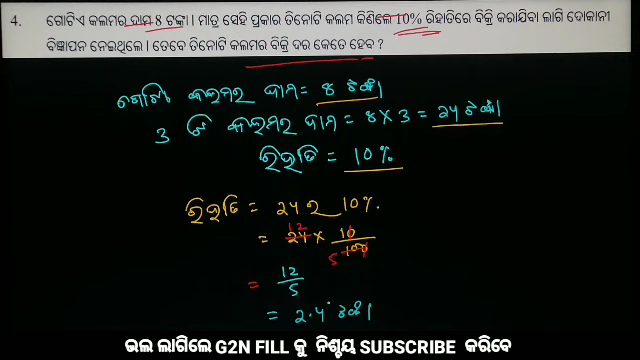 4. ଗୋଟିଏ କଲମର ଦାମ 8 ଟଙ୍କା । ମାତ୍ର ସେହି ପ୍ରକାର ତିନୋଟି କଲମ କିଣିଲେ 10% ରିହାତିରେ ବିକ୍ରି କରାଯିବା ଲାଗି ଦୋକାନୀ
ବିଜ୍ଞାପନ ନେଇଥିଲେ । ତେବେ ତିନୋଟି କଲମର ବିକ୍ରି ଦର କେତେ ହେବ ?
ଗୋଟିଏ କଲମର ଦାମ = 8 ଟଙ୍କା
3 ଟି କଲମର ଦାମ = 8 X 3 = 24 ଟଙ୍କା
ରିହାତି = 10%
ରିହାତି = 24 ର 10%.
= 24 12 × 10 / 100 5
= 12 / 5
= 2.4 ଟଙ୍କା
ଭଲ ଲାଗିଲେ G2N FILL କୁ ନିଶ୍ଚୟ SUBSCRIBE କରିବେ